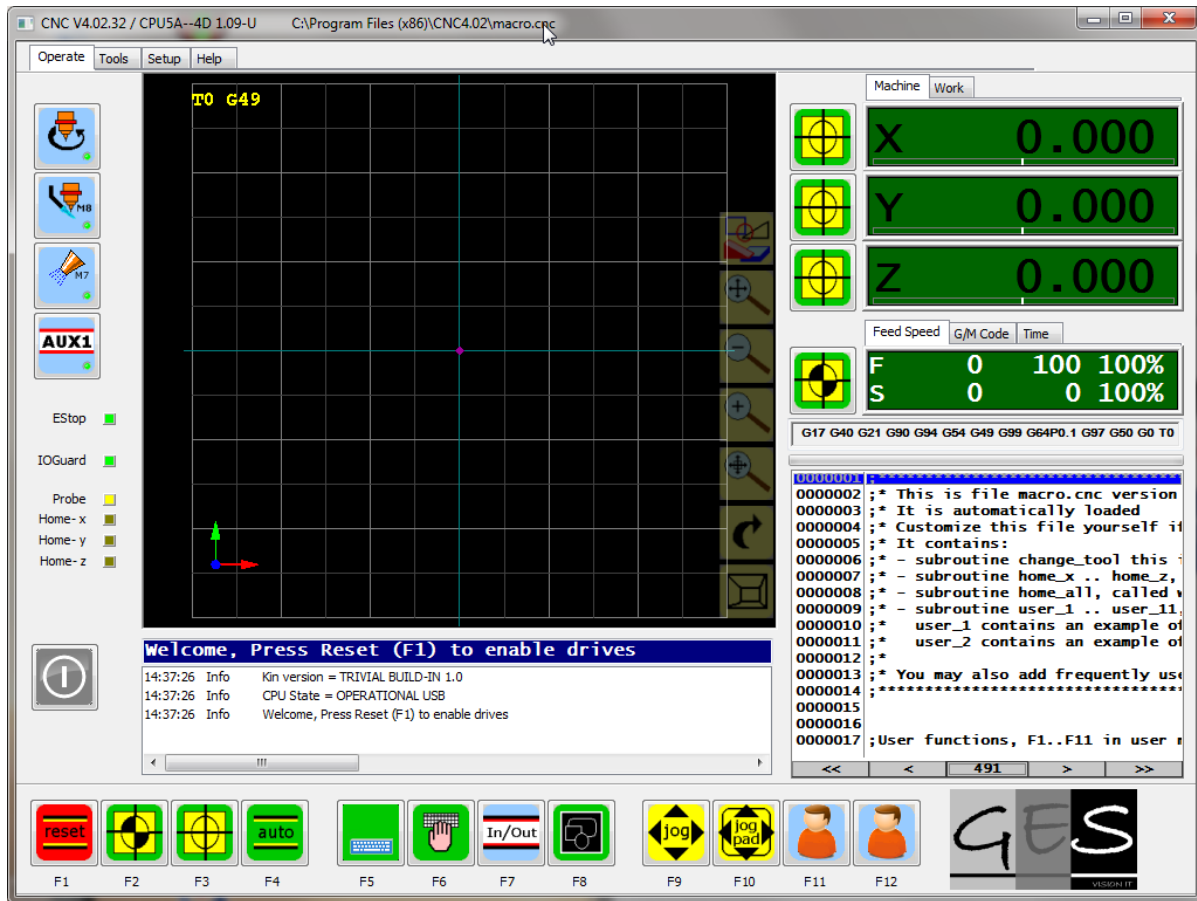 CNC V4.02.32 / CPU5A--4D 1.09-U C:\Program Files (x86)\CNC4.02\macro.cnc
Operate Tools Setup Help
T0 G49
M8
M7
AUX1
EStop
IOGuard
Probe
Home- x
Home- y
Home- z
Machine Work
X 0.000
Y 0.000
Z 0.000
Feed Speed G/M Code Time
F 0 100 100%
S 0 0 100%
G17 G40 G21 G90 G94 G54 G49 G99 G64P0.1 G97 G50 G0 T0
0000001 ;**********************************
0000002 ;* This is file macro.cnc version
0000003 ;* It is automatically loaded
0000004 ;* Customize this file yourself if
0000005 ;* It contains:
0000006 ;* - subroutine change_tool this
0000007 ;* - subroutine home_x .. home_z,
0000008 ;* - subroutine home_all, called
0000009 ;* - subroutine user_1 .. user_11,
0000010 ;* user_1 contains an example of
0000011 ;* user_2 contains an example of
0000012 ;*
0000013 ;* You may also add frequently use
0000014 ;**********************************
0000015
0000016
0000017 ;User functions, F1..F11 in user
<< < 491 > >>
Welcome, Press Reset (F1) to enable drives
14:37:26 Info Kin version = TRIVIAL BUILD-IN 1.0
14:37:26 Info CPU State = OPERATIONAL USB
14:37:26 Info Welcome, Press Reset (F1) to enable drives
reset auto In/Out jog jog pad
F1 F2 F3 F4 F5 F6 F7 F8 F9 F10 F11 F12
GES
VISION IT